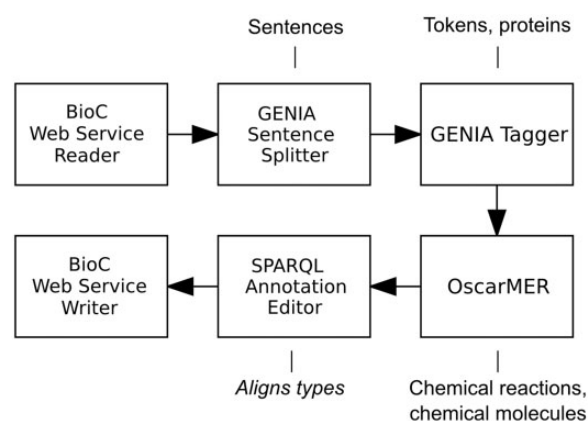 Sentences
Tokens, proteins
BioC
Web Service
Reader
GENIA
Sentence
Splitter
GENIA Tagger
BioC
Web Service
Writer
SPARQL
Annotation
Editor
OscarMER
Aligns types
Chemical reactions,
chemical molecules